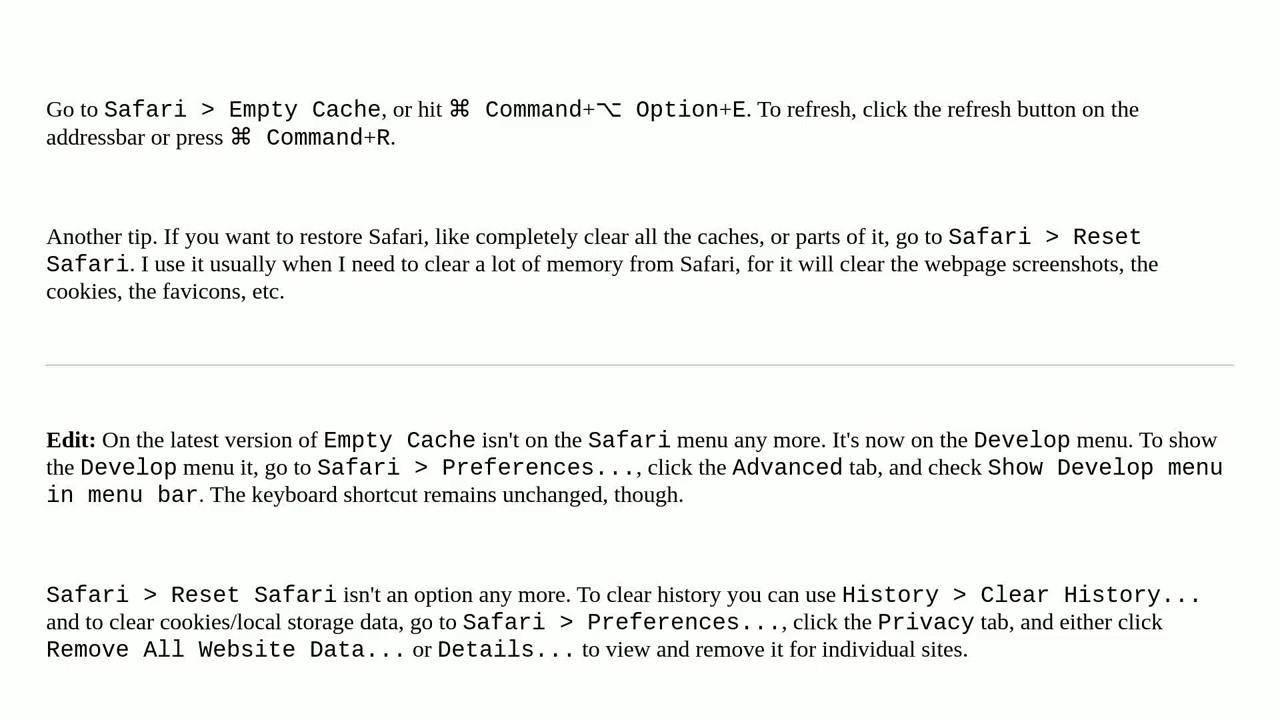 Go to Safari > Empty Cache, or hit ⌘ Command+⌥ Option+E. To refresh, click the refresh button on the
addressbar or press ⌘ Command+R.
Another tip. If you want to restore Safari, like completely clear all the caches, or parts of it, go to Safari > Reset
Safari. I use it usually when I need to clear a lot of memory from Safari, for it will clear the webpage screenshots, the
cookies, the favicons, etc.
Edit: On the latest version of Empty Cache isn't on the Safari menu any more. It's now on the Develop menu. To show
the Develop menu it, go to Safari > Preferences..., click the Advanced tab, and check Show Develop menu
in menu bar. The keyboard shortcut remains unchanged, though.
Safari > Reset Safari isn't an option any more. To clear history you can use History > Clear History...
and to clear cookies/local storage data, go to Safari > Preferences..., click the Privacy tab, and either click
Remove All Website Data... or Details... to view and remove it for individual sites.